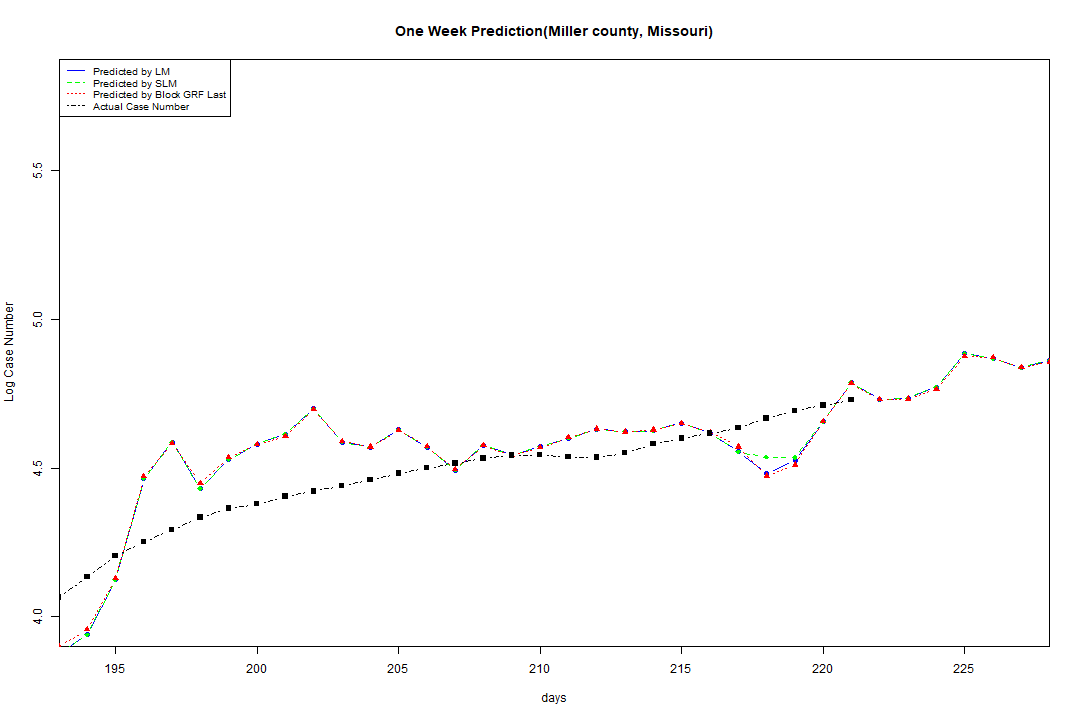 One Week Prediction(Miller county, Missouri)
Predicted by LM
Predicted by SLM
Predicted by Block GRF Last
Actual Case Number
5.5
5.0
4.5
4.0
Log Case Number
195 200 205 210 215 220 225
days